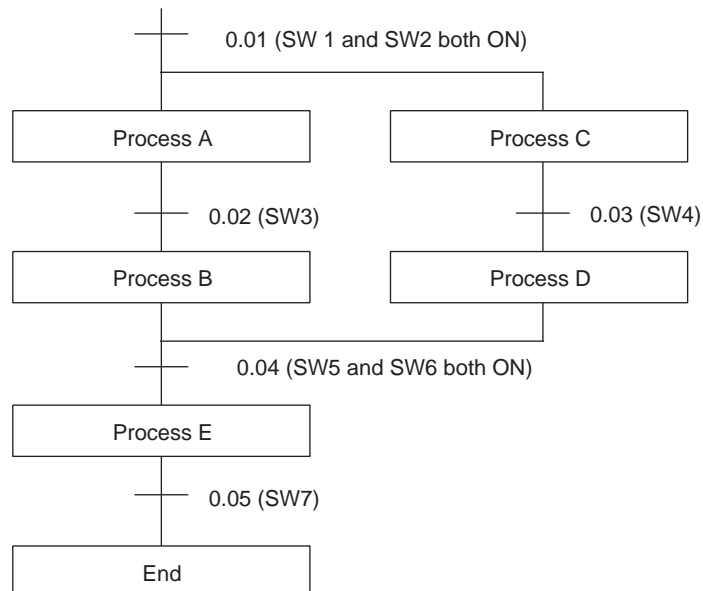 0.01 (SW 1 and SW2 both ON)
Process A
Process C
0.02 (SW3)
0.03 (SW4)
Process B
Process D
0.04 (SW5 and SW6 both ON)
Process E
0.05 (SW7)
End